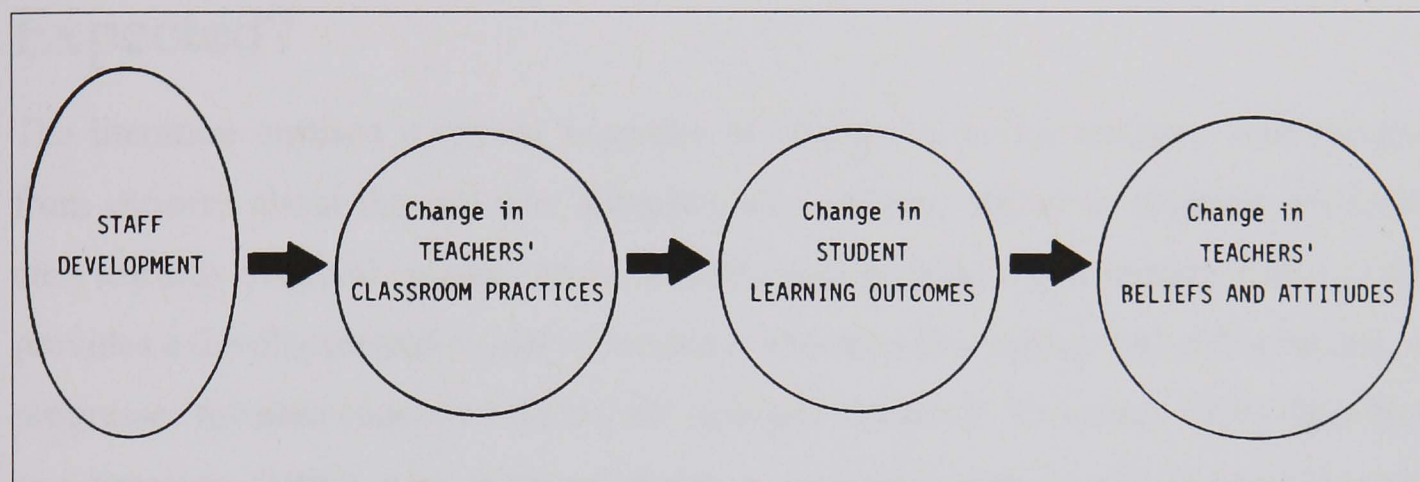 STAFF
DEVELOPMENT
Change in
TEACHERS'
CLASSROOM PRACTICES
Change in
STUDENT
LEARNING OUTCOMES
Change in
TEACHERS'
BELIEFS AND ATTITUDES